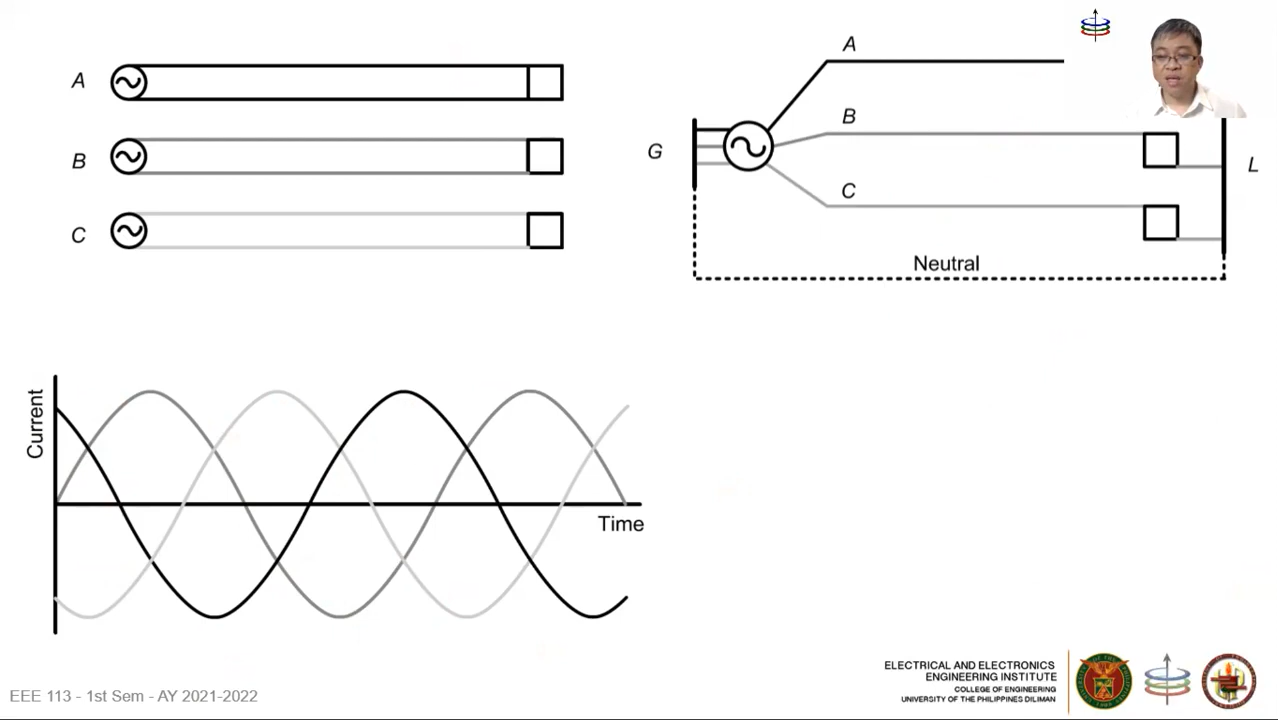 A
B
C
A
B
C
G
L
Neutral
Current
Time
ELECTRICAL AND ELECTRONICS
ENGINEERING INSTITUTE
COLLEGE OF ENGINEERING
UNIVERSITY OF THE PHILIPPINES DILIMAN
EEE 113 - 1st Sem - AY 2021-2022